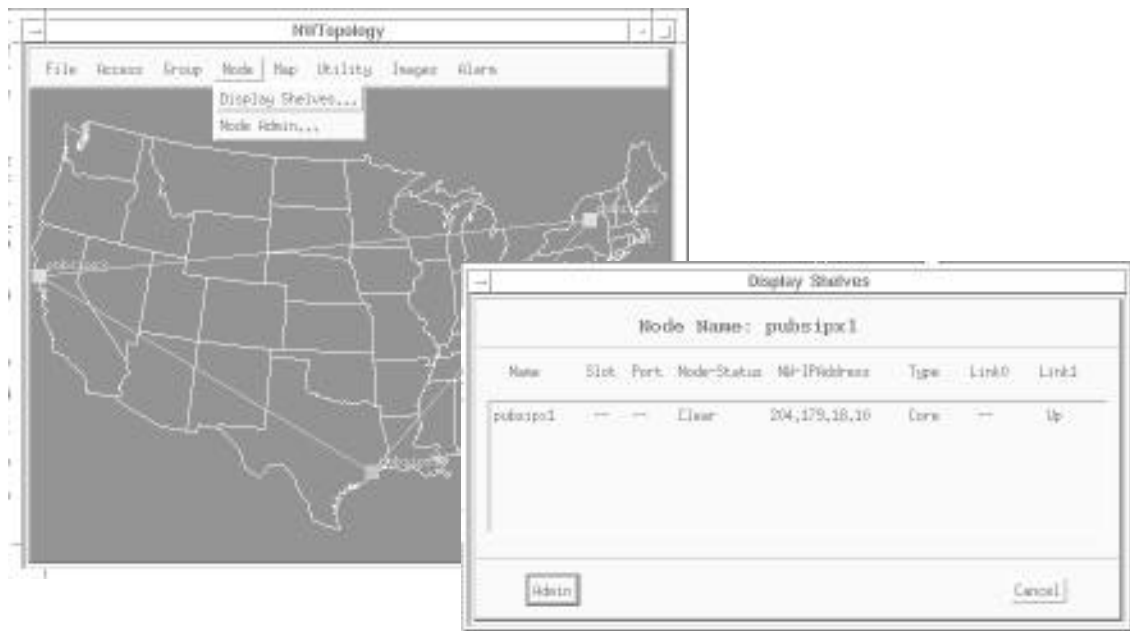 NWTopology
File Access Group Node Map Utility Images Alarm
Display Shelves...
Node Admin...
Display Shelves
Node Name: pubsipx1
Name Slot Port Node-Status NW-IPAddress Type Link0 Link1
pubsipx1 -- -- Clear 204.179.18.16 Core -- Up
Admin
Cancel